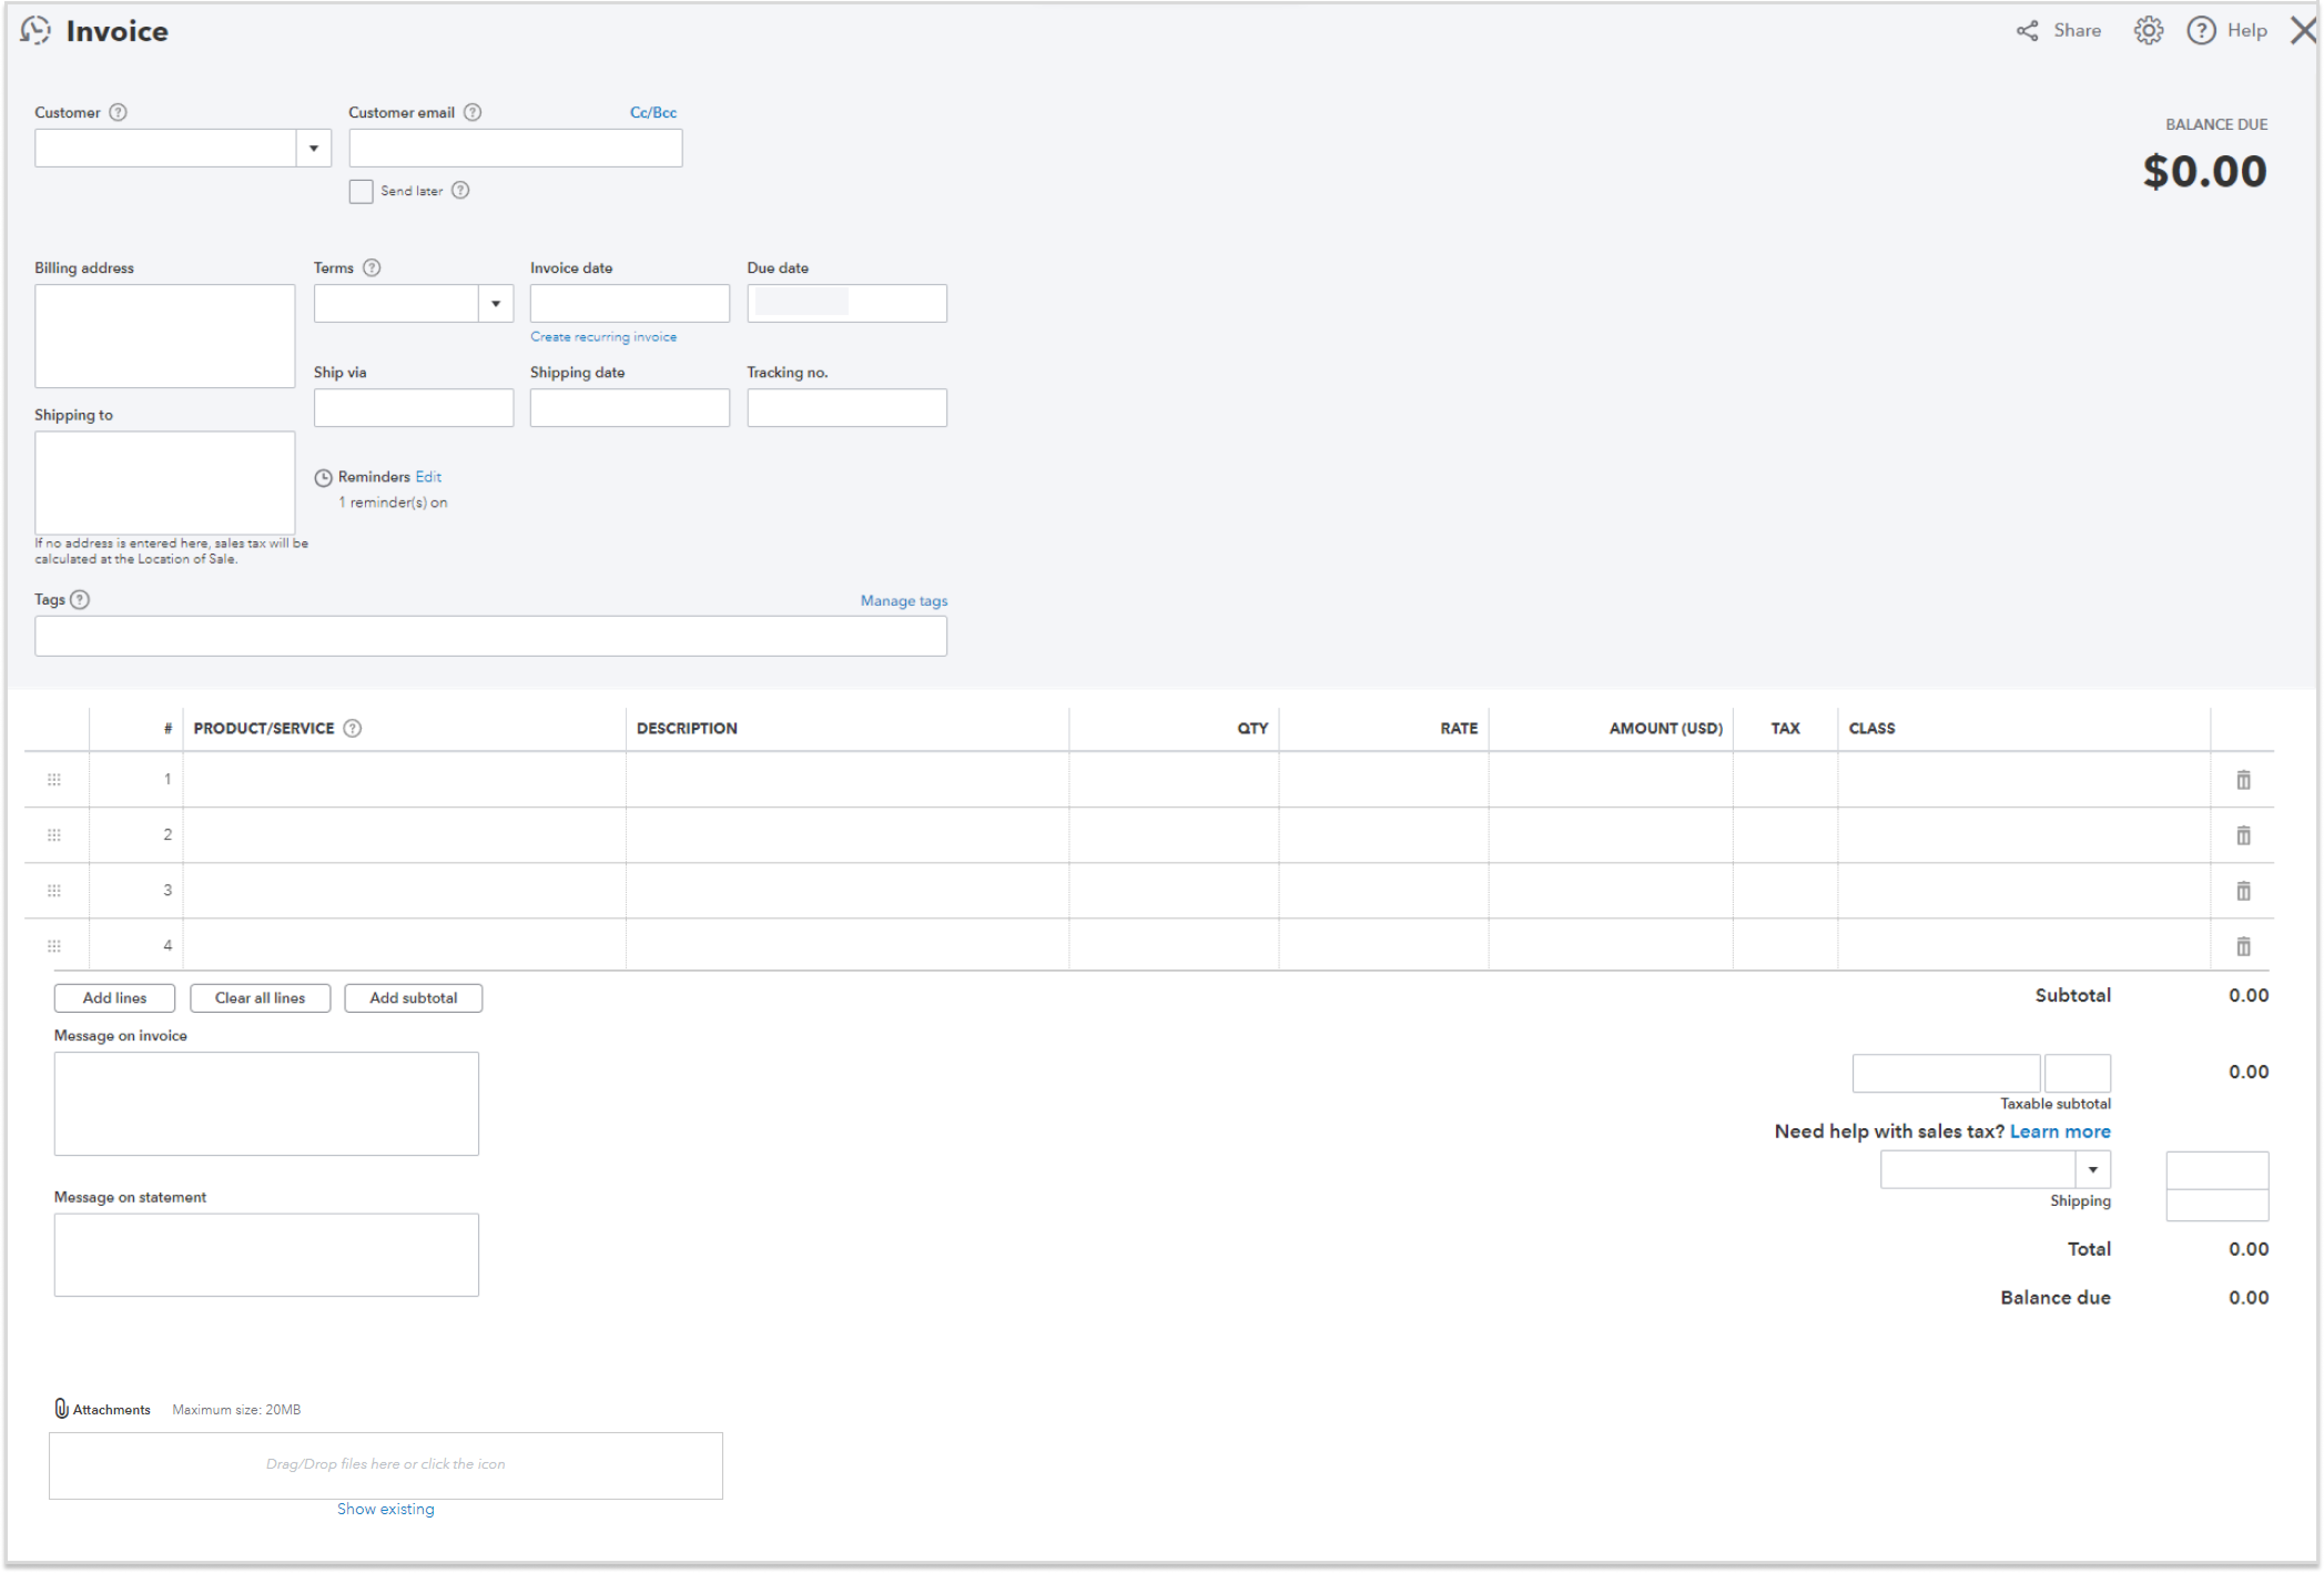 Invoice
Share
Help
Customer
Customer email
Cc/Bcc
BALANCE DUE
$0.00
Send later
Billing address
Terms
Invoice date
Due date
Create recurring invoice
Ship via
Shipping date
Tracking no.
Shipping to
Reminders Edit
1 reminder(s) on
If no address is entered here, sales tax will be
calculated at the Location of Sale.
Tags
Manage tags
# PRODUCT/SERVICE DESCRIPTION QTY RATE AMOUNT (USD) TAX CLASS
1
2
3
4
Add lines
Clear all lines
Add subtotal
Subtotal 0.00
Message on invoice
0.00
Taxable subtotal
Need help with sales tax? Learn more
Message on statement
Shipping
Total 0.00
Balance due 0.00
Attachments Maximum size: 20MB
Drag/Drop files here or click the icon
Show existing